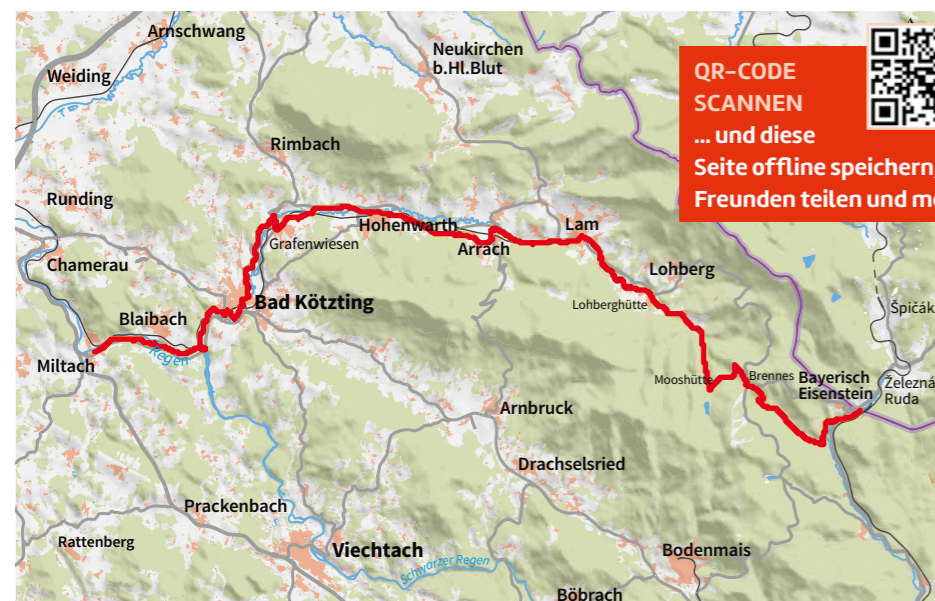 Arnschwang
Weiding
Neukirchen
b.Hl.Blut
QR-CODE
SCANNEN
... und diese
Seite offline speichern,
Freunden teilen und me
Rimbach
Runding
Chamerau
Grafenwiesen
Hohenwarth
Arrach
Lam
Lohberg
Lohberghütte
Bad Kötzting
Blaibach
Regen
Miltach
Špičák
Mooshütte
Brennes
Bayerisch
Eisenstein
Železná
Ruda
Arnbruck
Drachselsried
Prackenbach
Rattenberg
Viechtach
Schwarzer Regen
Bodenmais
Böbrach